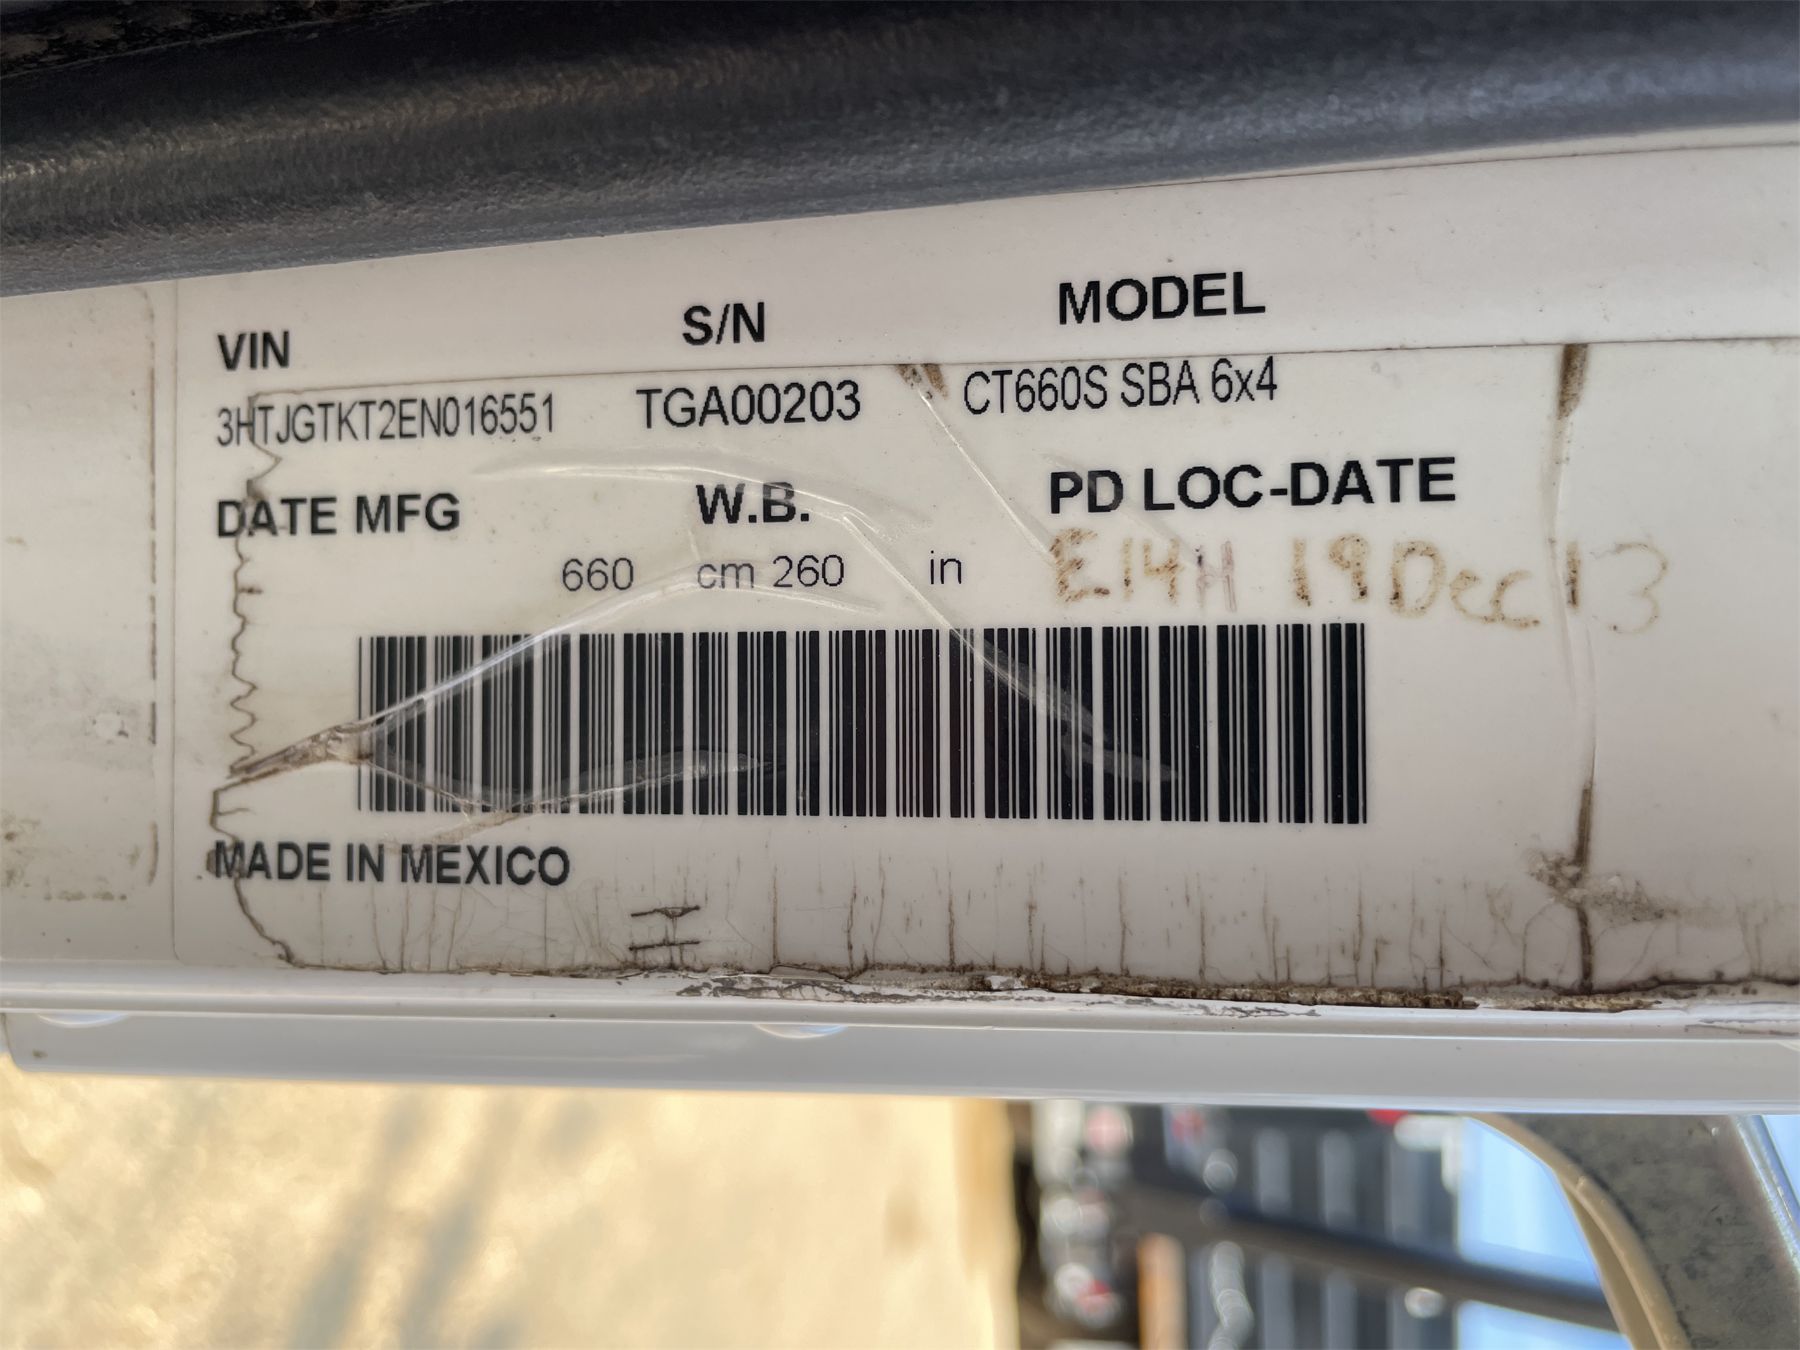 VIN S/N MODEL
3HTJGTKT2EN016551 TGA00203 CT660S SBA 6x4
DATE MFG W.B. PD LOC-DATE
660 cm 260 in E.14H 19Dec13
MADE IN MEXICO